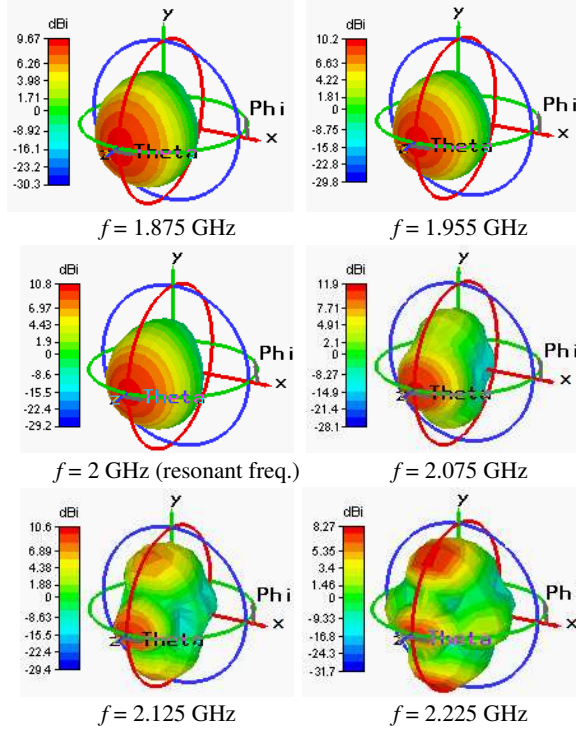 dBi
9.67
6.26
3.98
1.71
0
-8.92
-16.1
-23.2
-30.3
y
Phi
x
z
Theta
f = 1.875 GHz
dBi
10.2
6.58
4.19
1.8
0
-8.75
-15.8
-22.8
-29.8
y
Phi
x
z
Theta
f = 1.955 GHz
dBi
10.8
6.97
4.43
1.9
0
-8.6
-15.5
-22.4
-29.2
y
Phi
x
z
Theta
f = 2 GHz (resonant freq.)
dBi
11.9
7.71
4.91
2.1
0
-8.27
-14.9
-21.5
-28.1
y
Phi
x
z
Theta
f = 2.075 GHz
dBi
10.6
6.89
4.38
1.88
0
-8.63
-15.5
-22.4
-29.4
y
Phi
x
z
Theta
f = 2.125 GHz
dBi
8.27
5.35
3.4
1.46
0
-9.33
-16.8
-24.3
-31.7
y
Phi
x
z
Theta
f = 2.225 GHz